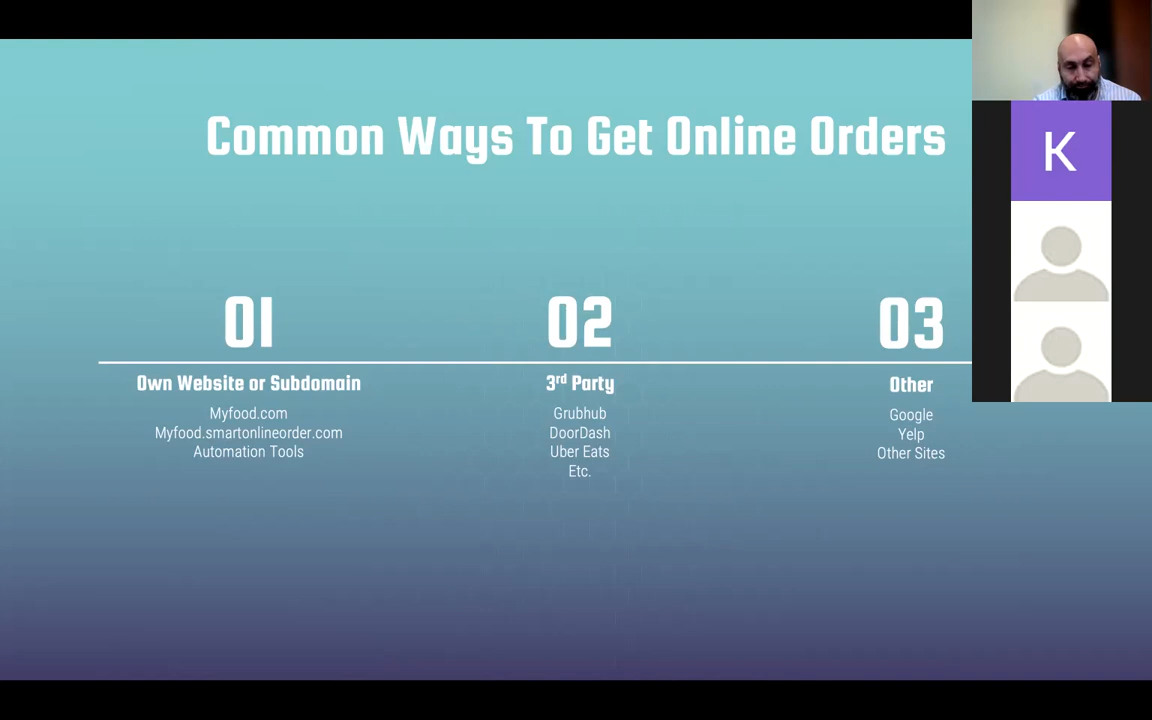 Common Ways To Get Online Orders
K
01
Own Website or Subdomain
Myfood.com
Myfood.smartonlineorder.com
Automation Tools
02
3rd Party
Grubhub
DoorDash
Uber Eats
Etc.
03
Other
Google
Yelp
Other Sites